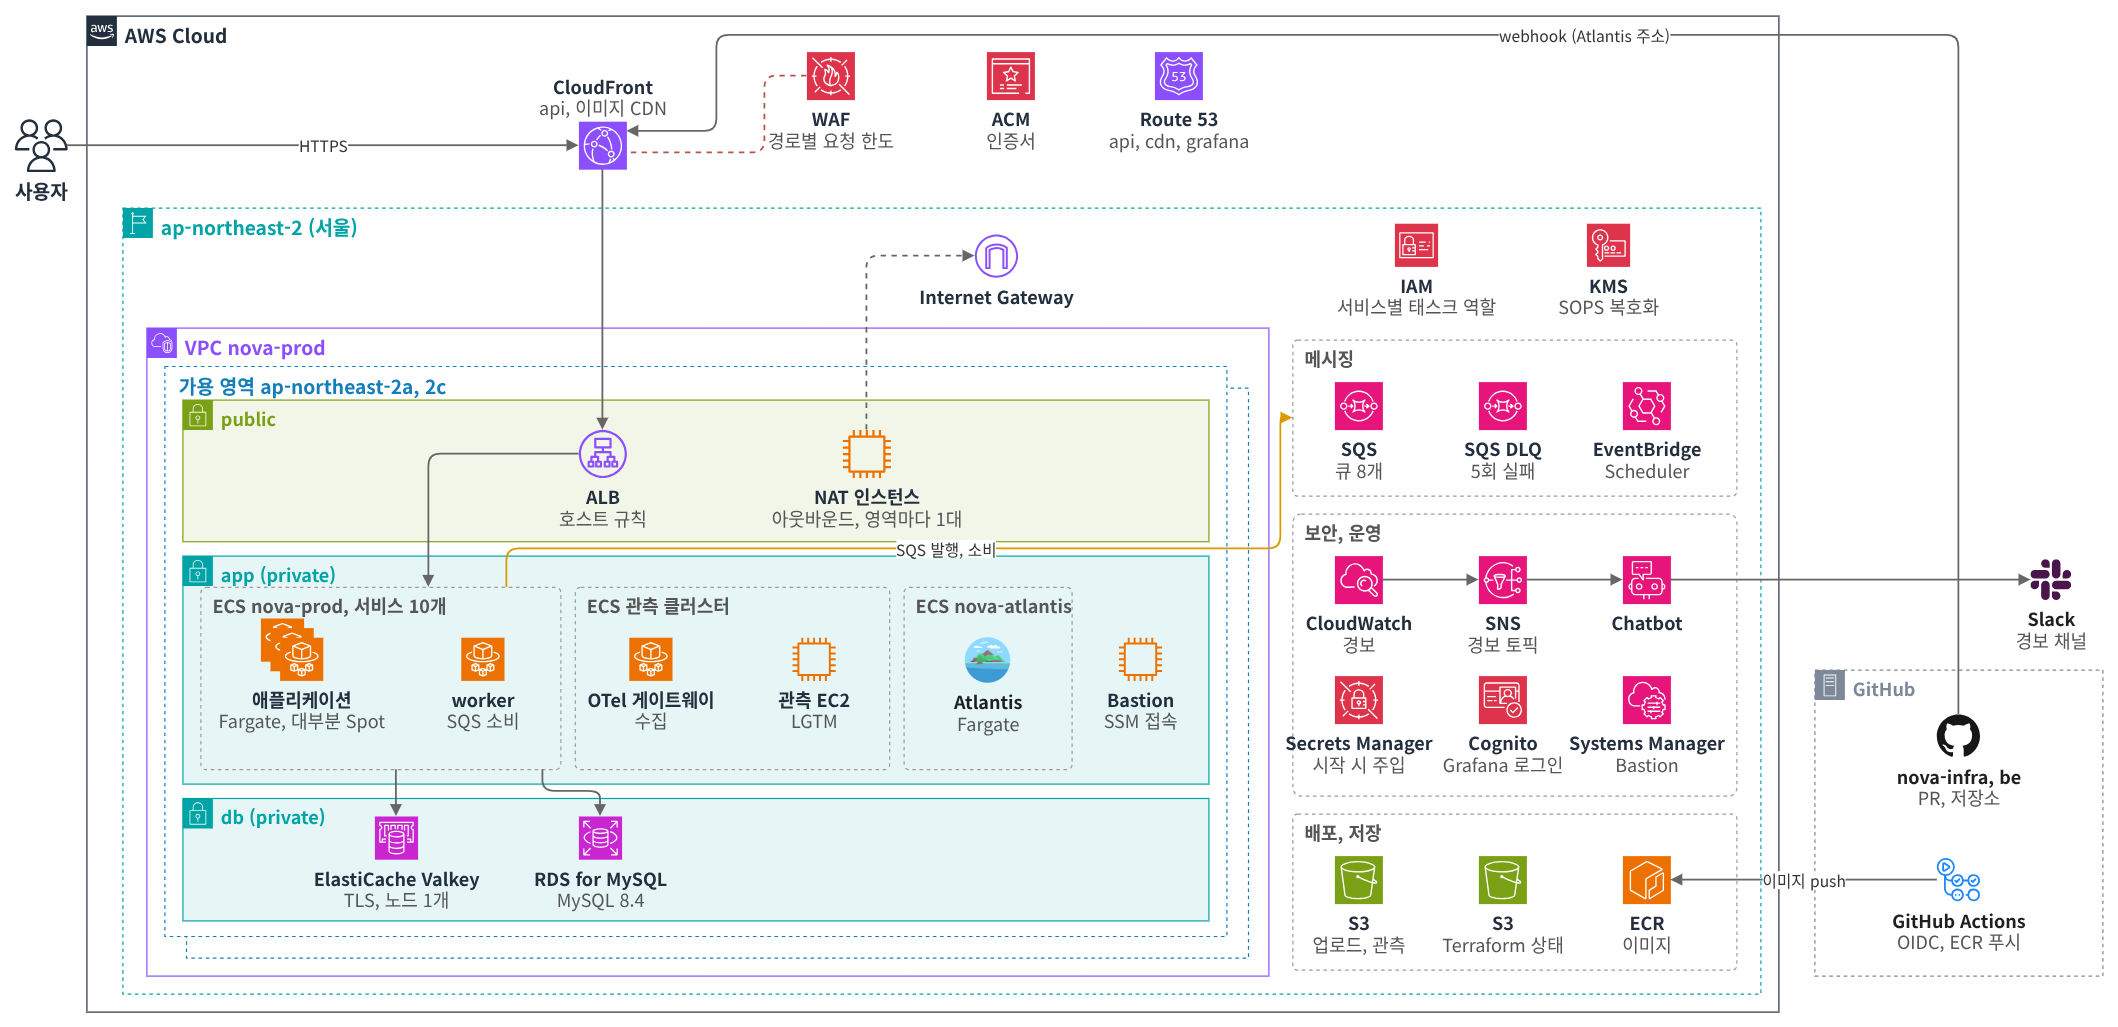 aws
AWS Cloud
webhook (Atlantis 주소)
CloudFront
api, 이미지 CDN
WAF
경로별 요청 한도
ACM
인증서
53
Route 53
api, cdn, grafana
HTTPS
사용자
ap-northeast-2 (서울)
Internet Gateway
IAM
서비스별 태스크 역할
KMS
SOPS 복호화
VPC nova-prod
가용 영역 ap-northeast-2a, 2c
public
ALB
호스트 규칙
NAT 인스턴스
아웃바운드, 영역마다 1대
메시징
SQS
큐 8개
SQS DLQ
5회 실패
EventBridge
Scheduler
SQS 발행, 소비
app (private)
ECS nova-prod, 서비스 10개
애플리케이션
Fargate, 대부분 Spot
worker
SQS 소비
ECS 관측 클러스터
OTel 게이트웨이
수집
관측 EC2
LGTM
ECS nova-atlantis
Atlantis
Fargate
Bastion
SSM 접속
보안, 운영
CloudWatch
경보
SNS
경보 토픽
Chatbot
Slack
경보 채널
Secrets Manager
시작 시 주입
Cognito
Grafana 로그인
Systems Manager
Bastion
GitHub
nova-infra, be
PR, 저장소
db (private)
ElastiCache Valkey
TLS, 노드 1개
RDS for MySQL
MySQL 8.4
배포, 저장
S3
업로드, 관측
S3
Terraform 상태
ECR
이미지
이미지 push
GitHub Actions
OIDC, ECR 푸시